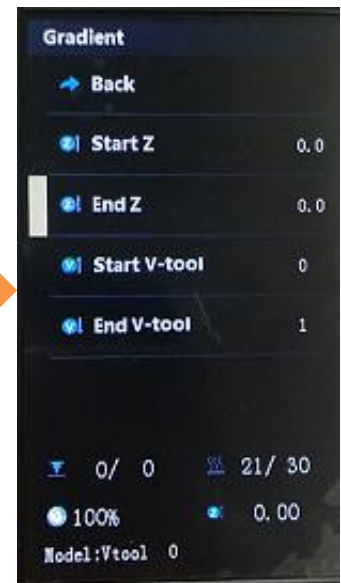 Gradient
Back
Start Z 0.0
End Z 0.0
Start V-tool 0
End V-tool 1
0/ 0 21/ 30
100% 0.00
Model:Vtool 0